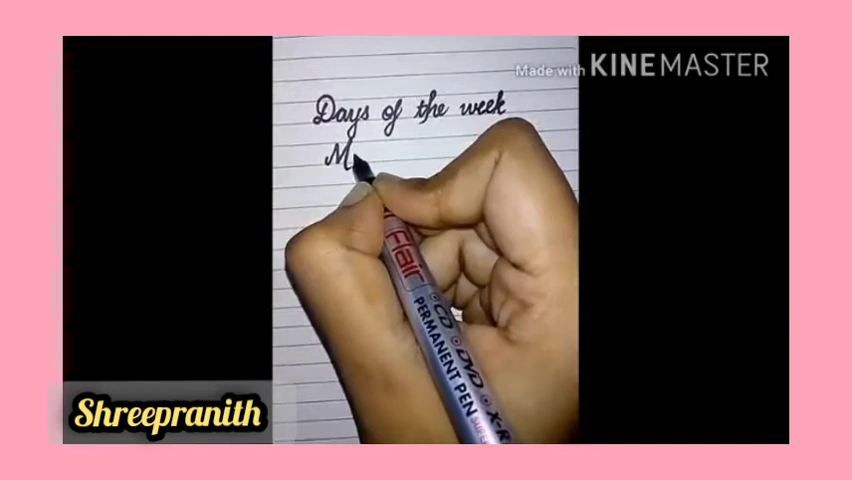 Made with KINEMASTER
Days of the week
M
Flair
CD DVD X-R
PERMANENT PEN
Shreepranith